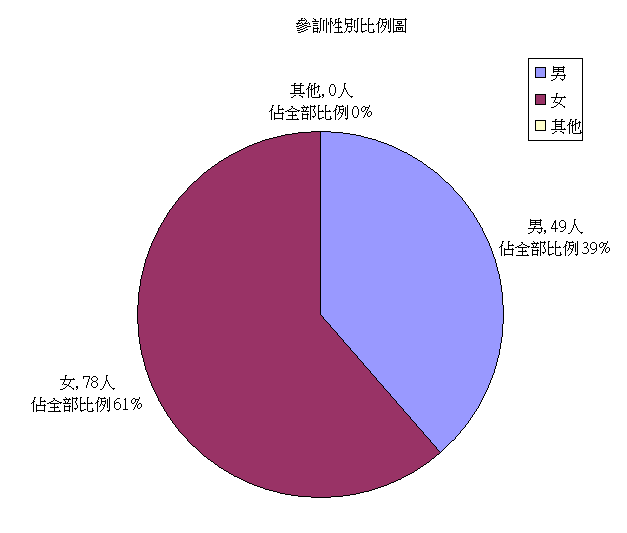 參訓性別比例圖
男
女
其他
其他,0人
佔全部比例0%
男,49人
佔全部比例39%
女,78人
佔全部比例61%